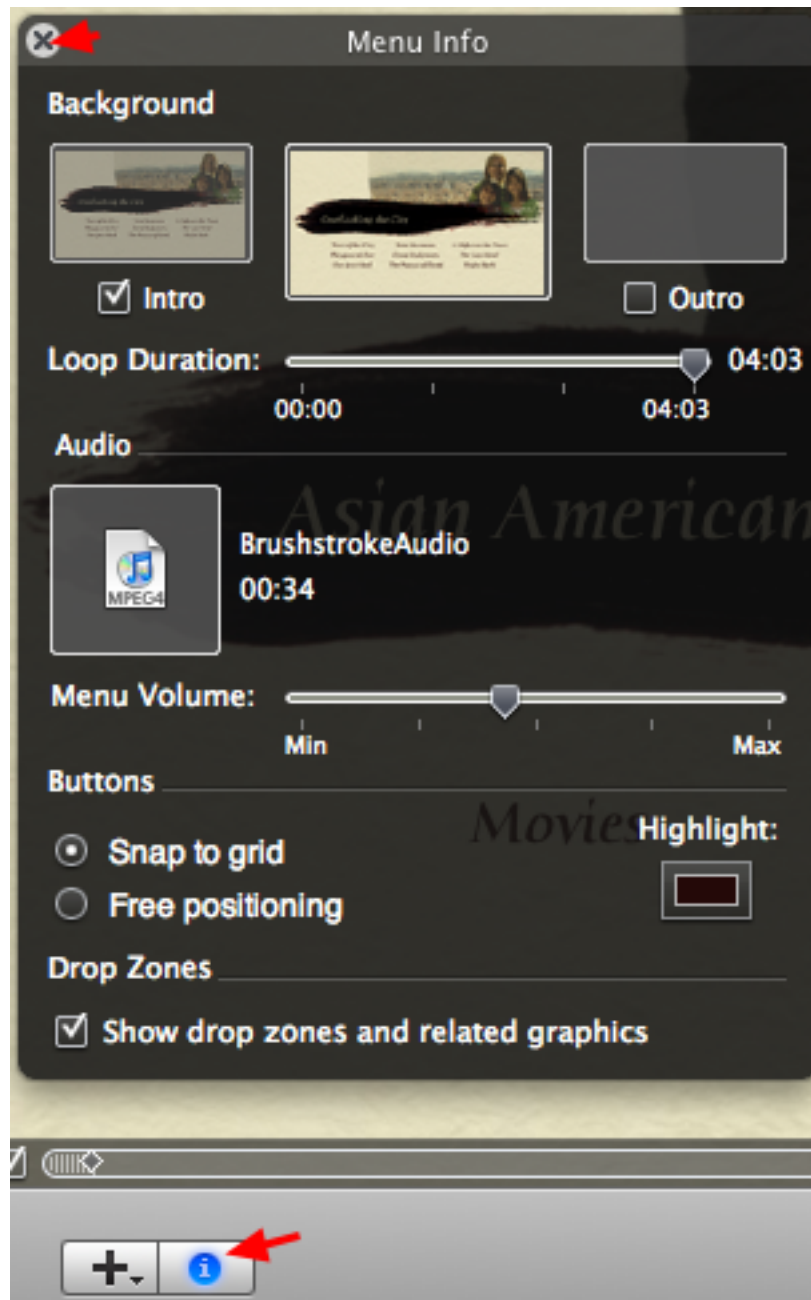 Menu Info
Background
Intro
Outro
Loop Duration: 04:03
00:00 04:03
Audio
Asian American
BrushstrokeAudio
MPEG4
00:34
Menu Volume:
Min Max
Buttons
Movies
Highlight:
Snap to grid
Free positioning
Drop Zones
Show drop zones and related graphics